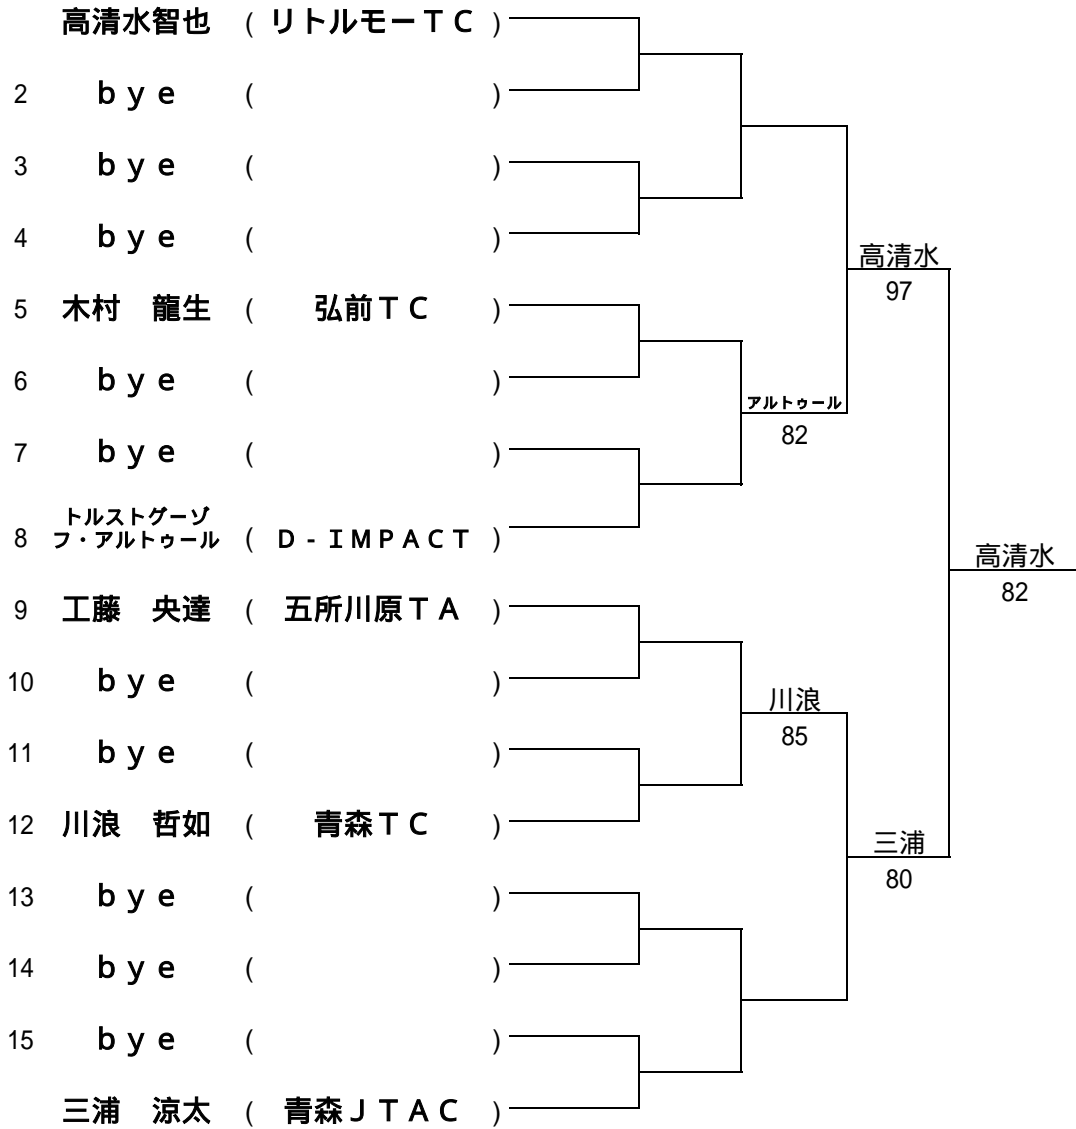 高清水智也 ( リトルモーＴＣ )
2 ｂｙｅ ( )
3 ｂｙｅ ( )
4 ｂｙｅ ( )
高清水
97
5 木村　龍生 ( 弘前ＴＣ )
6 ｂｙｅ ( )
アルトゥール
82
7 ｂｙｅ ( )
トルストグーゾ
8 フ・アルトゥール ( Ｄ-ＩＭＰＡＣＴ )
高清水
82
9 工藤　央達 ( 五所川原ＴＡ )
10 ｂｙｅ ( )
川浪
85
11 ｂｙｅ ( )
12 川浪　哲如 ( 青森ＴＣ )
三浦
80
13 ｂｙｅ ( )
14 ｂｙｅ ( )
15 ｂｙｅ ( )
三浦　涼太 ( 青森ＪＴＡＣ )